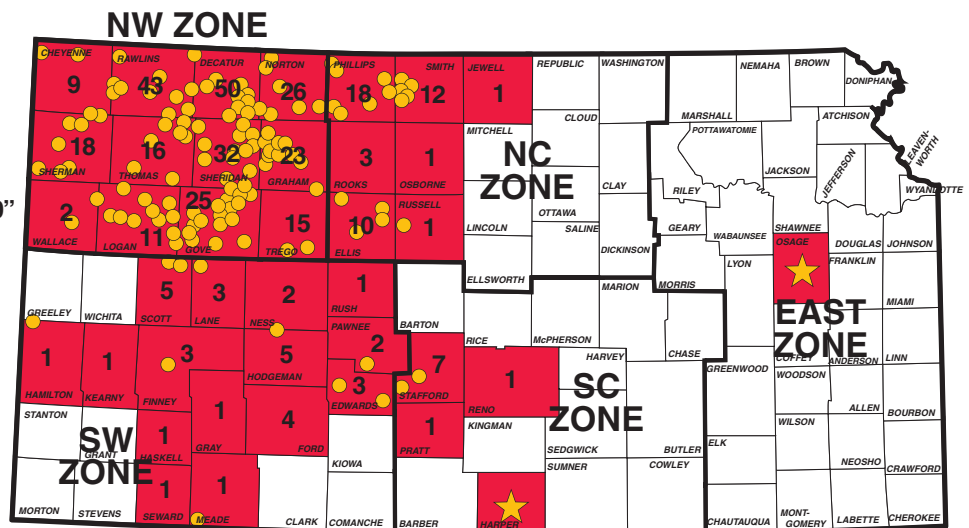 NW ZONE
CHEYENNE
RAWLINS
DECATUR
NORTON
PHILLIPS
SMITH
JEWELL
REPUBLIC
WASHINGTON
NEMAHA
BROWN
DONIPHAN
9
43
50
26
18
12
1
CLOUD
MARSHALL
ATCHISON
POTTAWATOMIE
MITCHELL
LEAVEN-
WORTH
18
16
32
23
3
1
NC
ZONE
SHERMAN
THOMAS
SHERIDAN
GRAHAM
ROOKS
OSBORNE
CLAY
RILEY
JACKSON
JEFFERSON
WYANDOTTE
0”
2
11
25
15
10
1
RUSSELL
OTTAWA
LINCOLN
SALINE
WALLACE
LOGAN
GOVE
TREGO
ELLIS
DICKINSON
GEARY
WABAUNSEE
SHAWNEE
OSAGE
DOUGLAS
JOHNSON
ELLSWORTH
MARION
MORRIS
LYON
FRANKLIN
MIAMI
5
3
2
1
GREELEY
WICHITA
SCOTT
LANE
NESS
RUSH
PAWNEE
BARTON
RICE
McPHERSON
EAST
ZONE
1
1
3
5
2
7
1
HARVEY
CHASE
COFFEY
ANDERSON
LINN
HAMILTON
KEARNY
FINNEY
HODGEMAN
3
EDWARDS
STAFFORD
RENO
SC
ZONE
GREENWOOD
WOODSON
STANTON
GRANT
1
4
1
KINGMAN
ALLEN
BOURBON
WILSON
SW
ZONE
1
HASKELL
GRAY
FORD
PRATT
SEDGWICK
BUTLER
ELK
KIOWA
SUMNER
COWLEY
NEOSHO
CRAWFORD
1
1
MORTON
STEVENS
SEWARD
MEADE
CLARK
COMANCHE
BARBER
HARPER
CHAUTAUQUA
MONT-
GOMERY
LABETTE
CHEROKEE